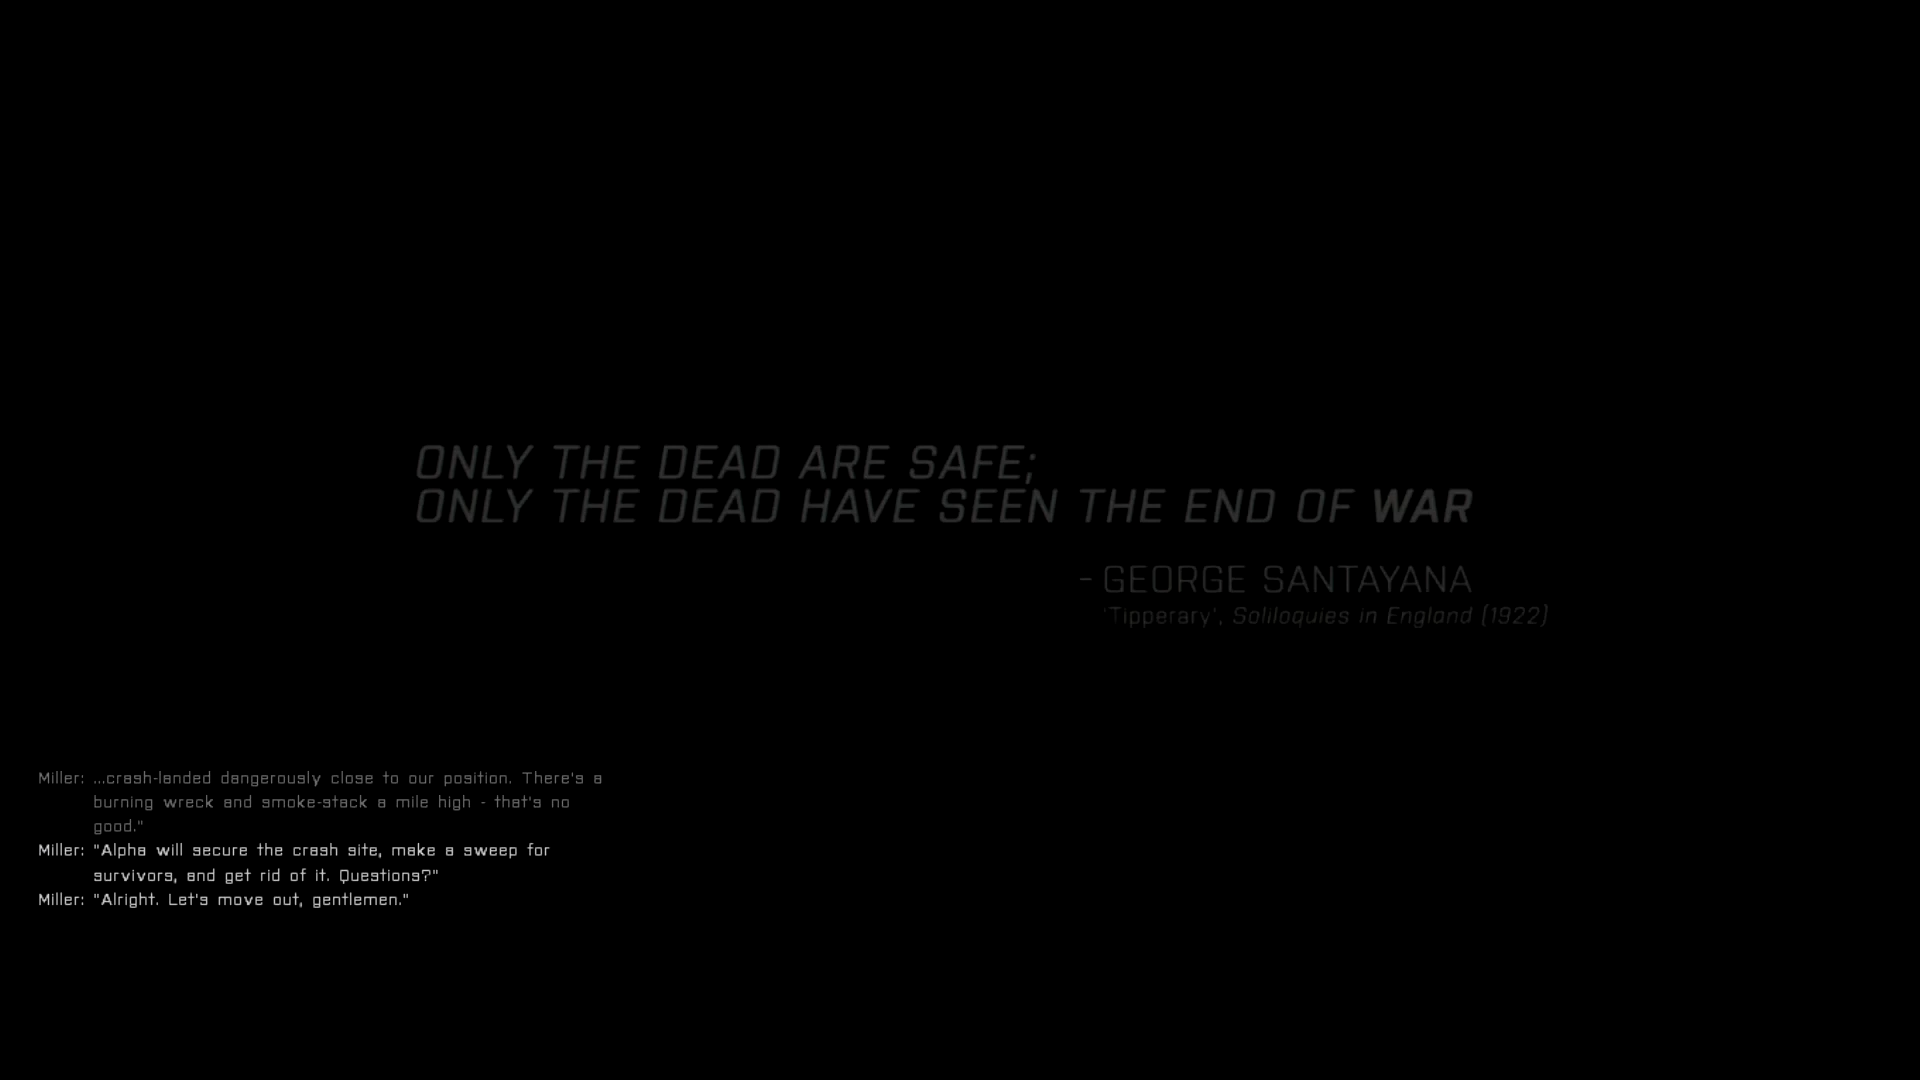 ONLY THE DEAD ARE SAFE;
ONLY THE DEAD HAVE SEEN THE END OF WAR
- GEORGE SANTAYANA
'Tipperary', Soliloquies in England (1922)
Miller: ...crash-landed dangerously close to our position. There's a
burning wreck and smoke-stack a mile high - that's no
good."
Miller: "Alpha will secure the crash site, make a sweep for
survivors, and get rid of it. Questions?"
Miller: "Alright. Let's move out, gentlemen."